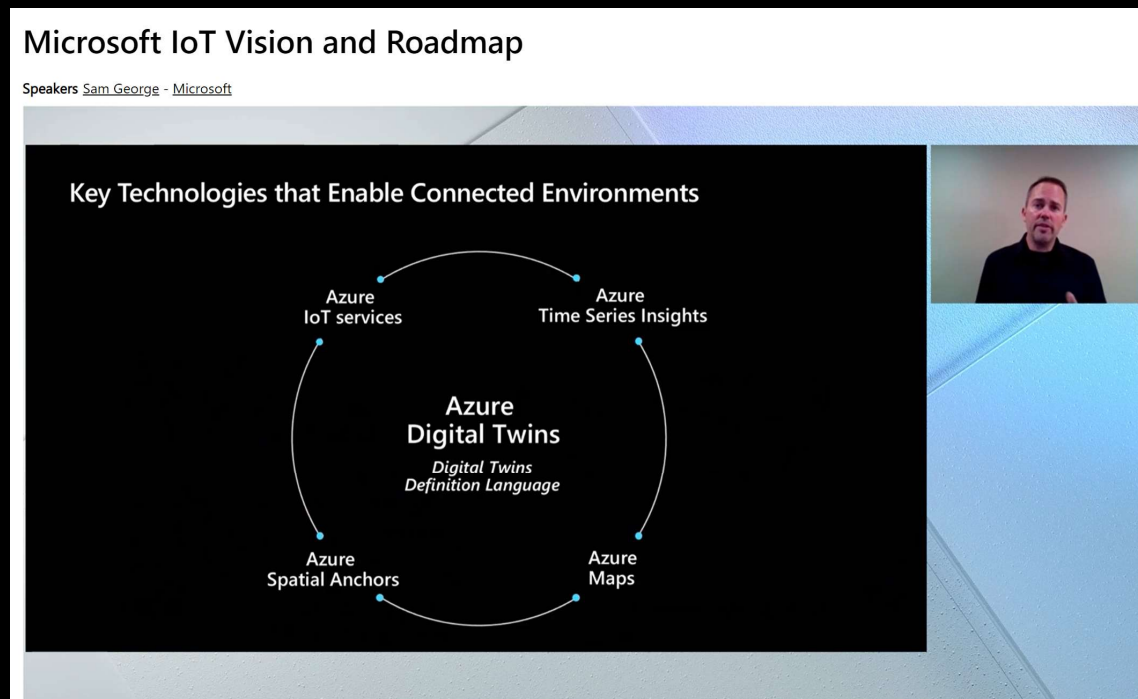 Microsoft IoT Vision and Roadmap
Speakers Sam George - Microsoft
Key Technologies that Enable Connected Environments
Azure
IoT services
Azure
Time Series Insights
Azure
Digital Twins
Digital Twins
Definition Language
Azure
Spatial Anchors
Azure
Maps